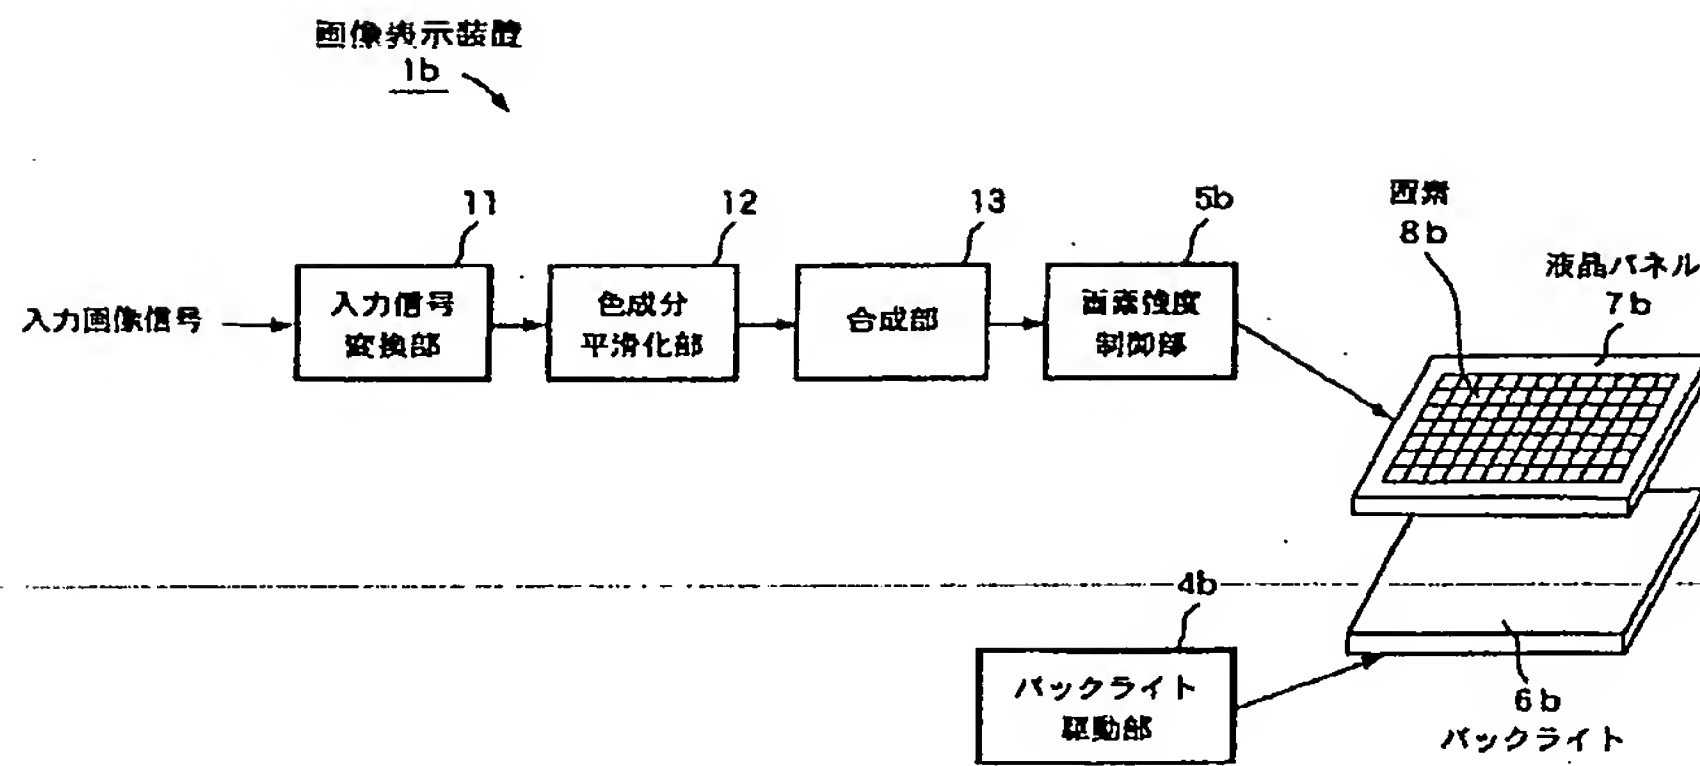 画像表示装置
1b
11
12
13
5b
画素
8b
液晶パネル
7b
入力画像信号
入力信号
変換部
色成分
平滑化部
合成部
画素強度
制御部
4b
バックライト
駆動部
6b
バックライト